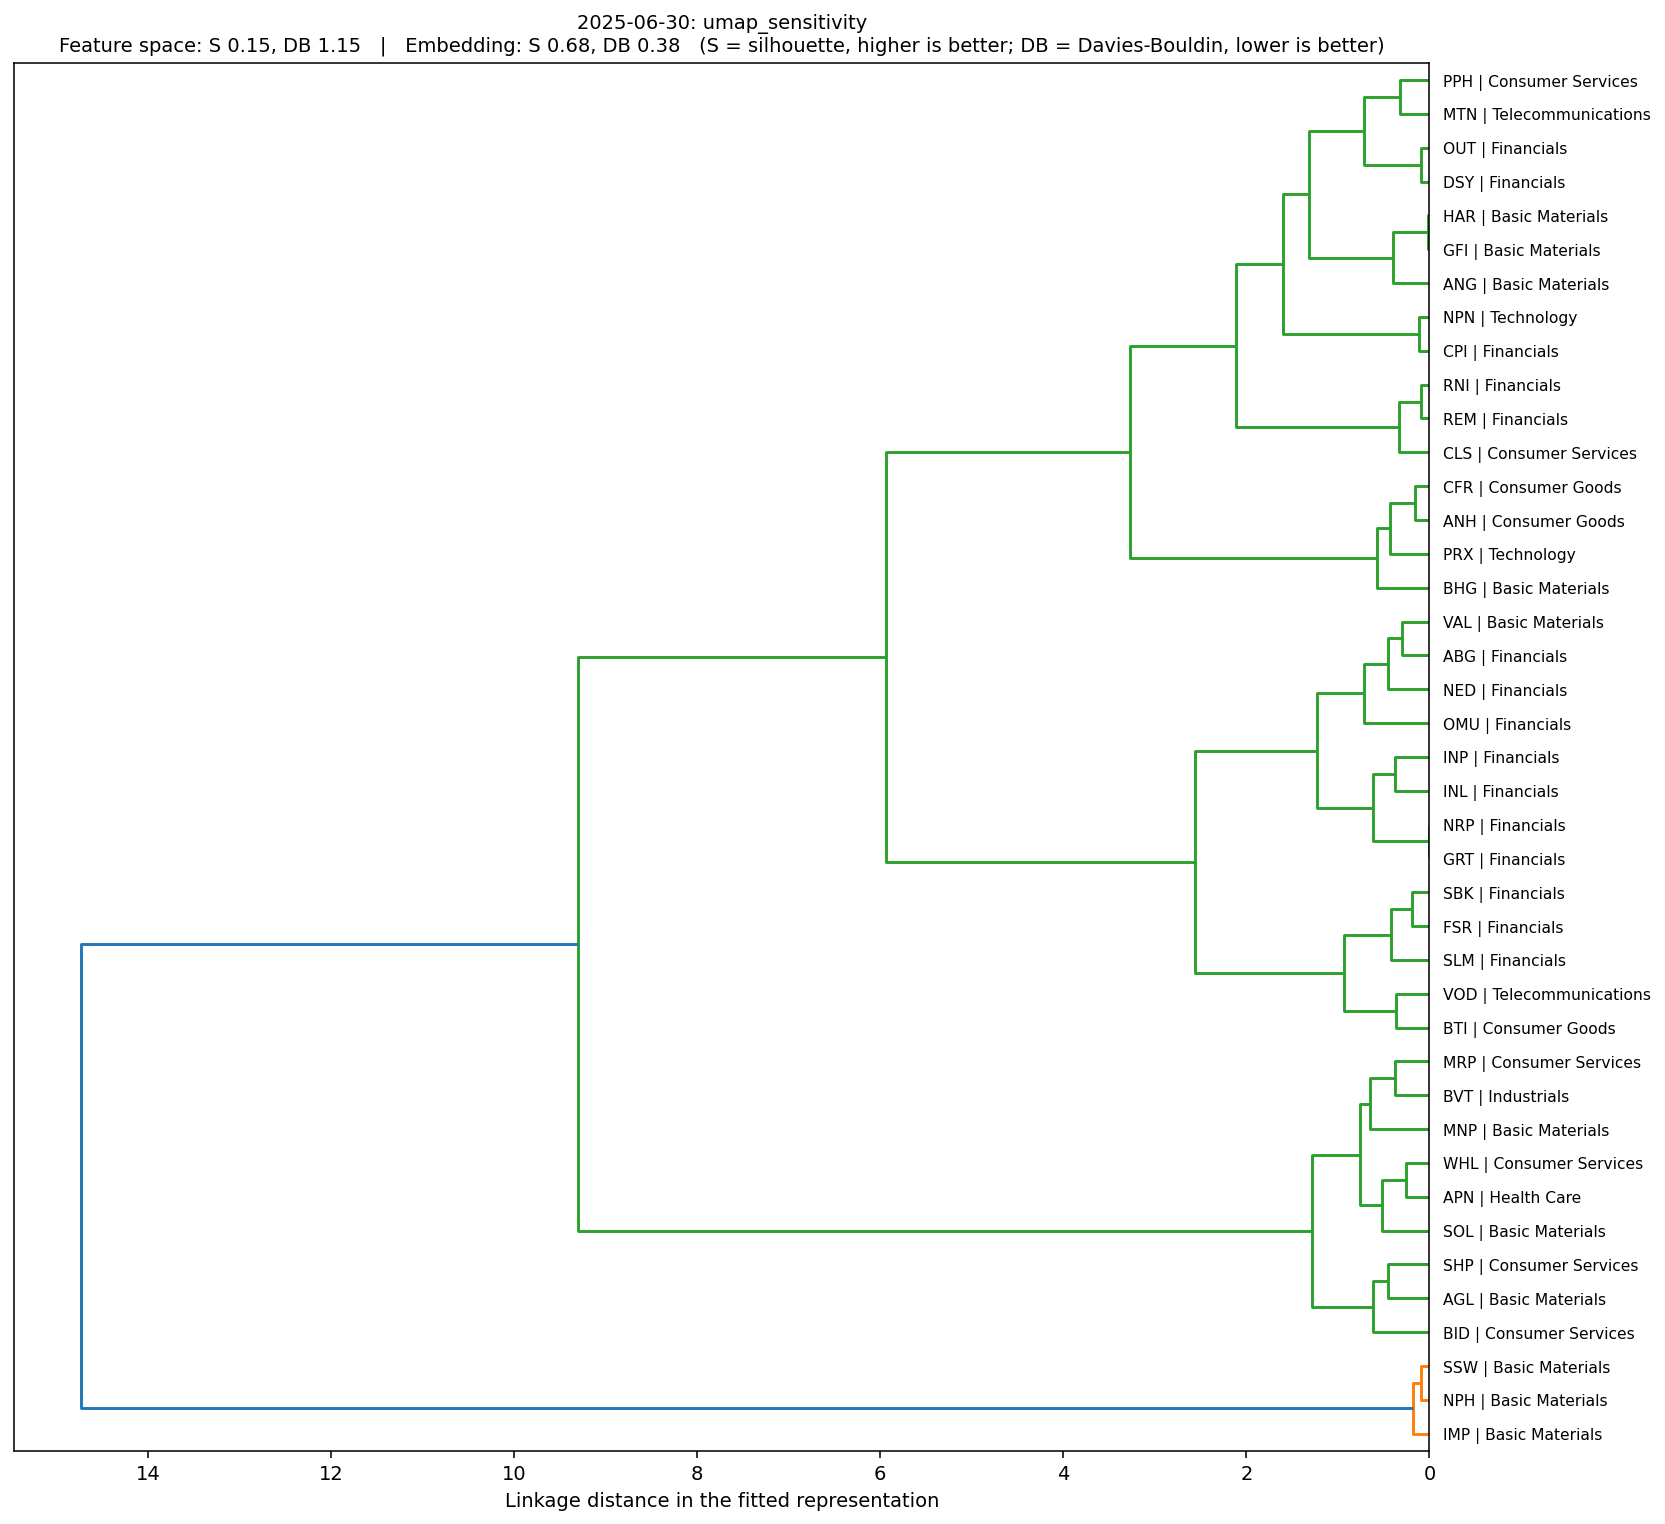 2025-06-30: umap_sensitivity
Feature space: S 0.15, DB 1.15 | Embedding: S 0.68, DB 0.38 (S = silhouette, higher is better; DB = Davies-Bouldin, lower is better)
PPH | Consumer Services
MTN | Telecommunications
OUT | Financials
DSY | Financials
HAR | Basic Materials
GFI | Basic Materials
ANG | Basic Materials
NPN | Technology
CPI | Financials
RNI | Financials
REM | Financials
CLS | Consumer Services
CFR | Consumer Goods
ANH | Consumer Goods
PRX | Technology
BHG | Basic Materials
VAL | Basic Materials
ABG | Financials
NED | Financials
OMU | Financials
INP | Financials
INL | Financials
NRP | Financials
GRT | Financials
SBK | Financials
FSR | Financials
SLM | Financials
VOD | Telecommunications
BTI | Consumer Goods
MRP | Consumer Services
BVT | Industrials
MNP | Basic Materials
WHL | Consumer Services
APN | Health Care
SOL | Basic Materials
SHP | Consumer Services
AGL | Basic Materials
BID | Consumer Services
SSW | Basic Materials
NPH | Basic Materials
IMP | Basic Materials
14 12 10 8 6 4 2 0
Linkage distance in the fitted representation